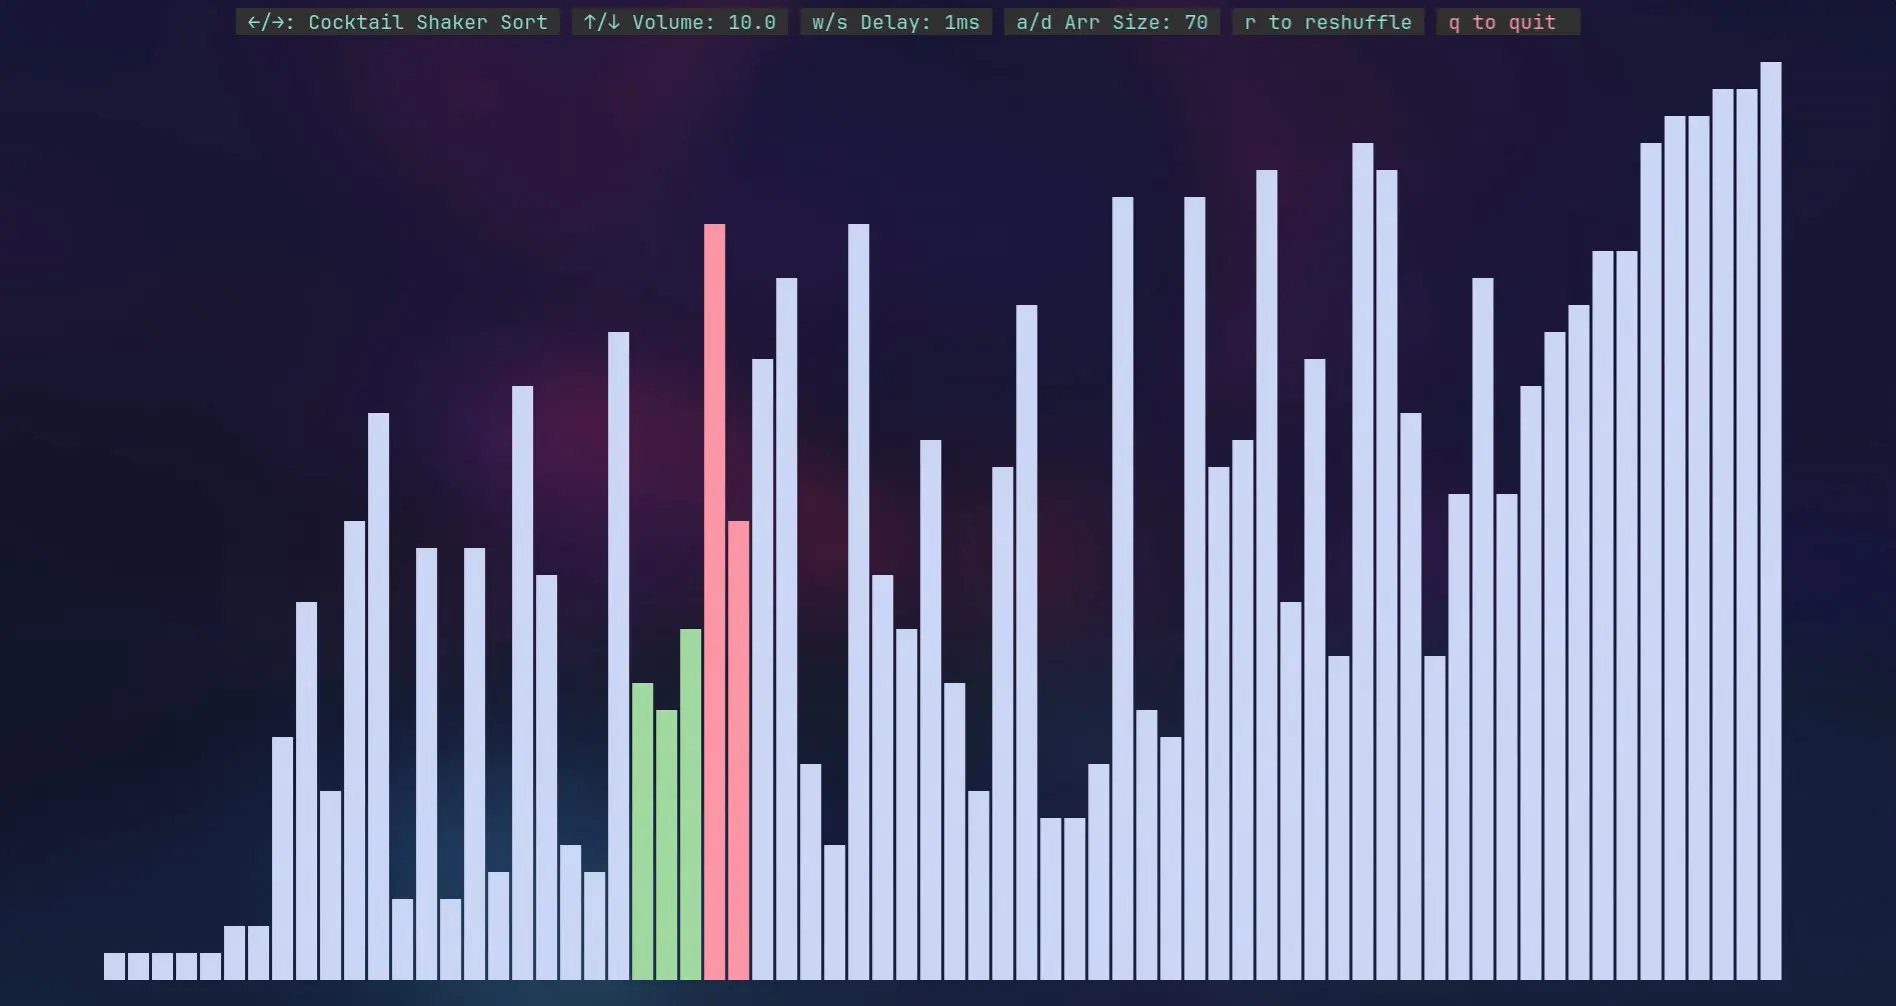 ←/→: Cocktail Shaker Sort ↑/↓ Volume: 10.0 w/s Delay: 1ms a/d Arr Size: 70 r to reshuffle q to quit